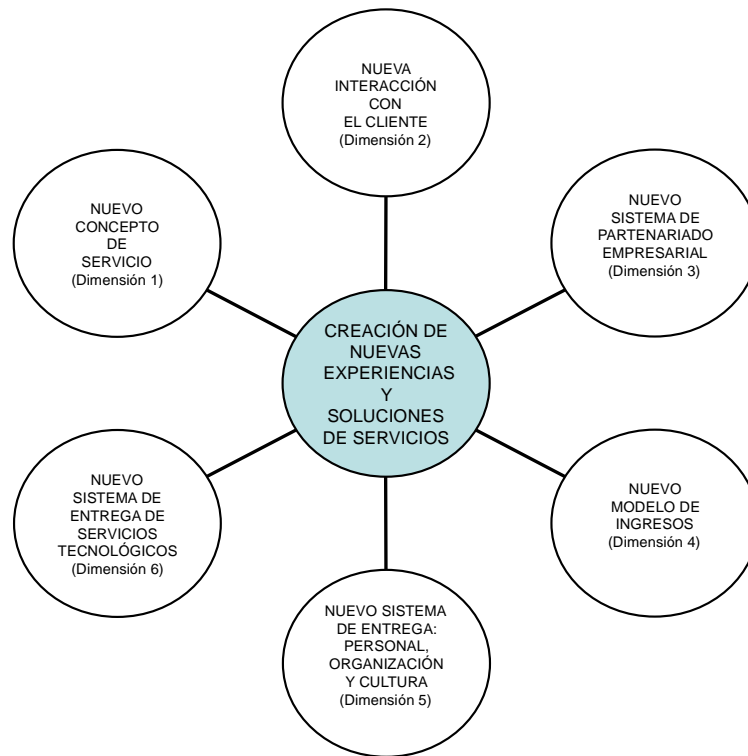 NUEVA
INTERACCIÓN
CON
EL CLIENTE
(Dimensión 2)
NUEVO
CONCEPTO
DE
SERVICIO
(Dimensión 1)
NUEVO
SISTEMA DE
PARTENARIADO
EMPRESARIAL
(Dimensión 3)
CREACIÓN DE
NUEVAS
EXPERIENCIAS
Y
SOLUCIONES
DE SERVICIOS
NUEVO
SISTEMA DE
ENTREGA DE
SERVICIOS
TECNOLÓGICOS
(Dimensión 6)
NUEVO
MODELO DE
INGRESOS
(Dimensión 4)
NUEVO SISTEMA
DE ENTREGA:
PERSONAL,
ORGANIZACIÓN
Y CULTURA
(Dimensión 5)